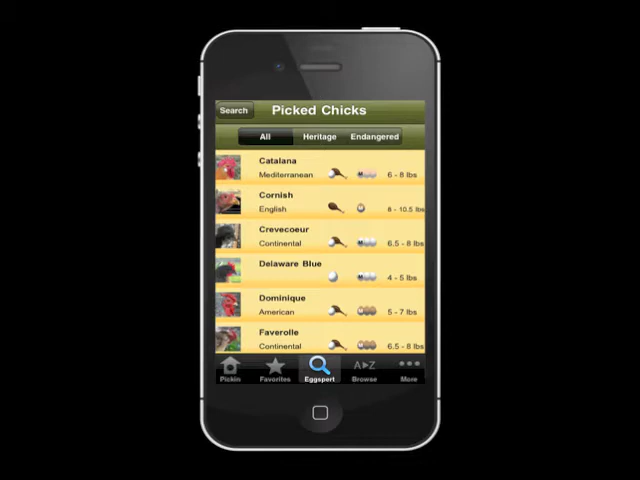 Search
Picked Chicks
All Heritage Endangered
Catalana
Mediterranean 6 - 8 lbs
Cornish
English 8 - 10.5 lbs
Crevecoeur
Continental 6.5 - 8 lbs
Delaware Blue
4 - 5 lbs
Dominique
American 5 - 7 lbs
Faverolle
Continental 6.5 - 8 lbs
A▸Z
Pickin Favorites Eggspert Browse More